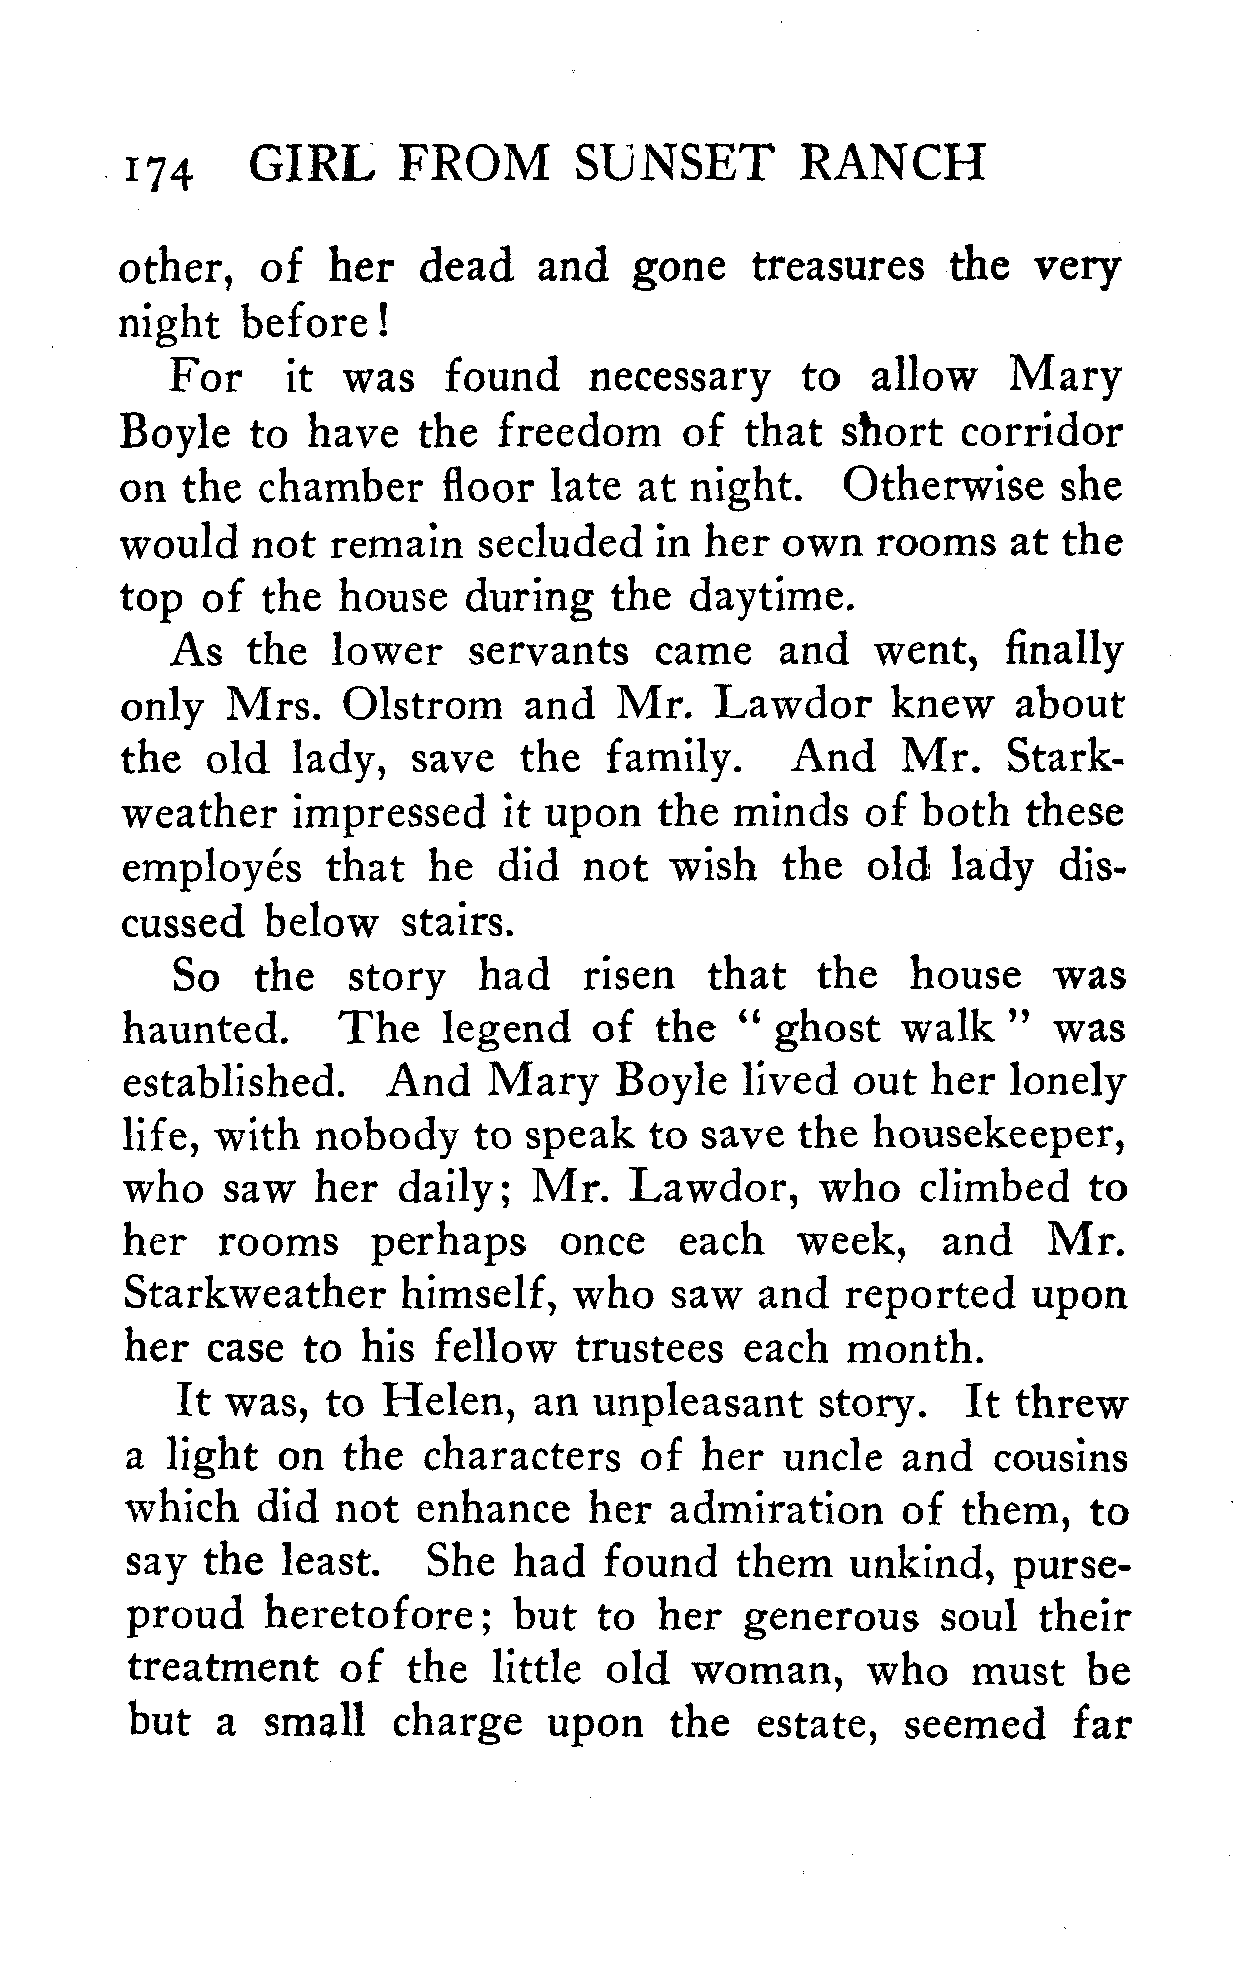 174 GIRL FROM SUNSET RANCH
other, of her dead and gone treasures the very
night before!
For it was found necessary to allow Mary
Boyle to have the freedom of that short corridor
on the chamber floor late at night. Otherwise she
would not remain secluded in her own rooms at the
top of the house during the daytime.
As the lower servants came and went, finally
only Mrs. Olstrom and Mr. Lawdor knew about
the old lady, save the family. And Mr. Stark-
weather impressed it upon the minds of both these
employés that he did not wish the old lady dis-
cussed below stairs.
So the story had risen that the house was
haunted. The legend of the "ghost walk" was
established. And Mary Boyle lived out her lonely
life, with nobody to speak to save the housekeeper,
who saw her daily; Mr. Lawdor, who climbed to
her rooms perhaps once each week, and Mr.
Starkweather himself, who saw and reported upon
her case to his fellow trustees each month.
It was, to Helen, an unpleasant story. It threw
a light on the characters of her uncle and cousins
which did not enhance her admiration of them, to
say the least. She had found them unkind, purse-
proud heretofore; but to her generous soul their
treatment of the little old woman, who must be
but a small charge upon the estate, seemed far